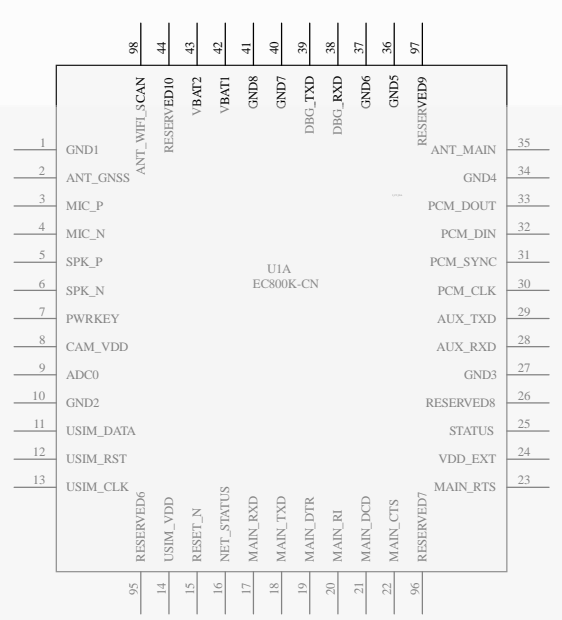 98 44 43 42 41 40 39 38 37 36 97
ANT_WIFI_SCAN RESERVED10 VBAT2 VBAT1 GND8 GND7 DBG_TXD DBG_RXD GND6 GND5 RESERVED9
1 GND1 ANT_MAIN 35
2 ANT_GNSS GND4 34
3 MIC_P PCM_DOUT 33
4 MIC_N PCM_DIN 32
5 SPK_P PCM_SYNC 31
U1A
EC800K-CN
6 SPK_N PCM_CLK 30
7 PWRKEY AUX_TXD 29
8 CAM_VDD AUX_RXD 28
9 ADC0 GND3 27
10 GND2 RESERVED8 26
11 USIM_DATA STATUS 25
12 USIM_RST VDD_EXT 24
13 USIM_CLK MAIN_RTS 23
RESERVED6 USIM_VDD RESET_N NET_STATUS MAIN_RXD MAIN_TXD MAIN_DTR MAIN_RI MAIN_DCD MAIN_CTS RESERVED7
95 14 15 16 17 18 19 20 21 22 96